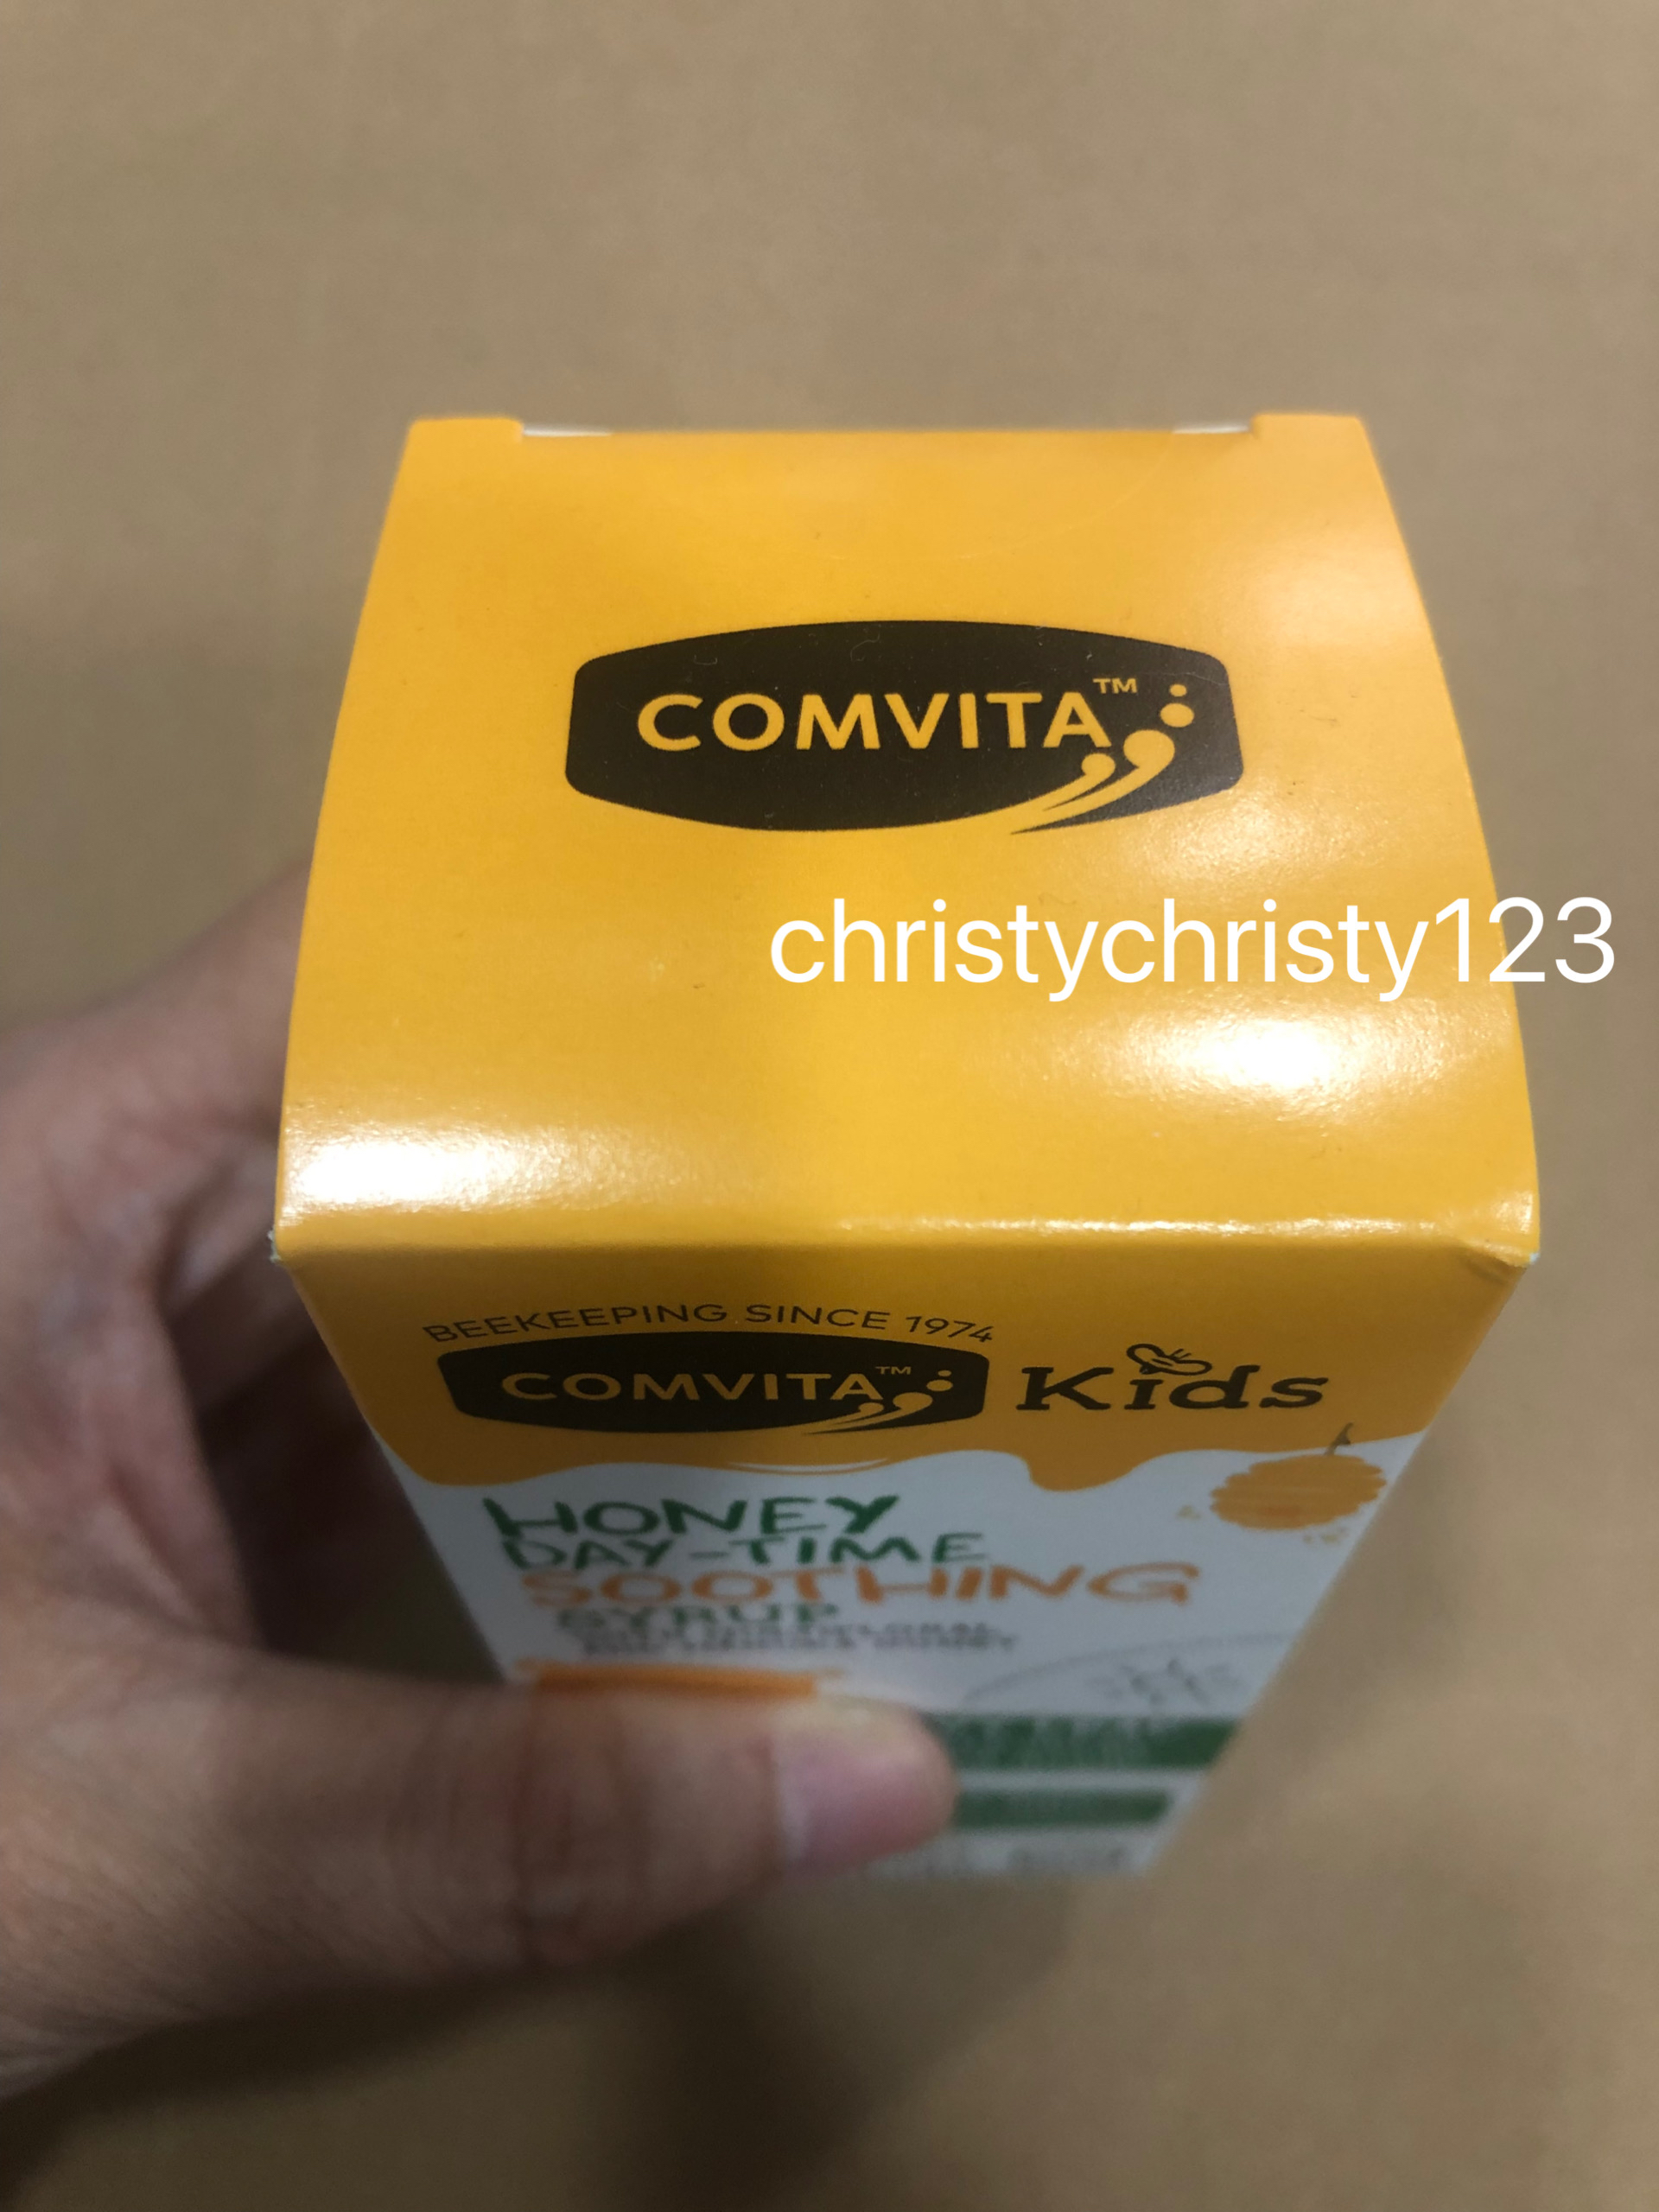 COMVITA™
christychristy123
BEEKEEPING SINCE 1974
COMVITA™ Kids
HONEY
DAY-TIME
SOOTHING
SYRUP